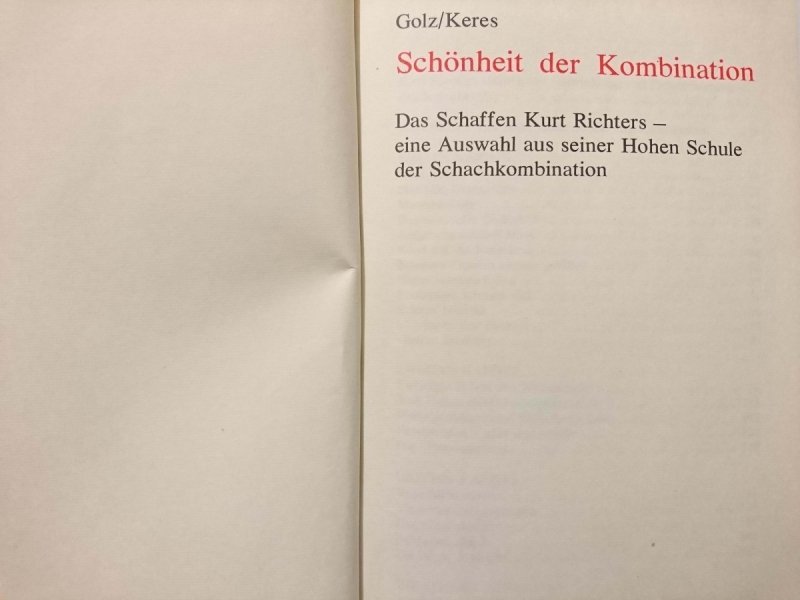 Golz/Keres
Schönheit der Kombination
Das Schaffen Kurt Richters –
eine Auswahl aus seiner Hohen Schule
der Schachkombination